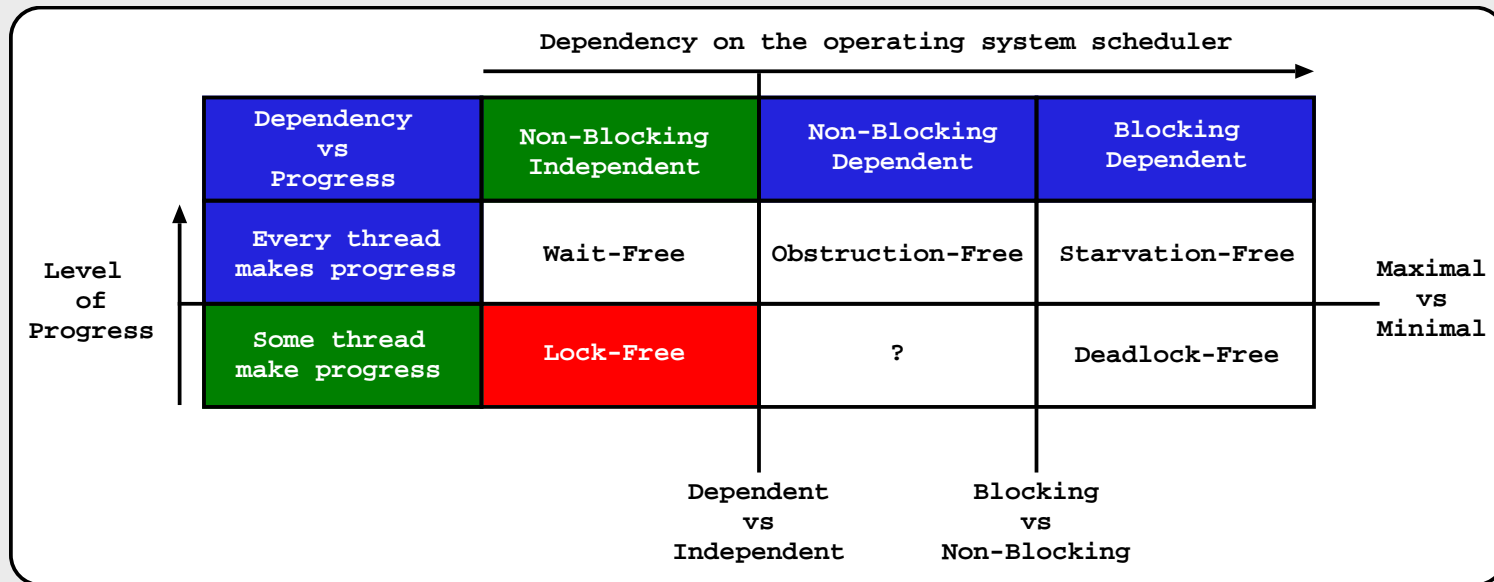 Dependency on the operating system scheduler
Dependency
vs
Progress
Non-Blocking
Independent
Non-Blocking
Dependent
Blocking
Dependent
Level
of
Progress
Every thread
makes progress
Wait-Free
Obstruction-Free
Starvation-Free
Maximal
vs
Minimal
Some thread
make progress
Lock-Free
?
Deadlock-Free
Dependent
vs
Independent
Blocking
vs
Non-Blocking